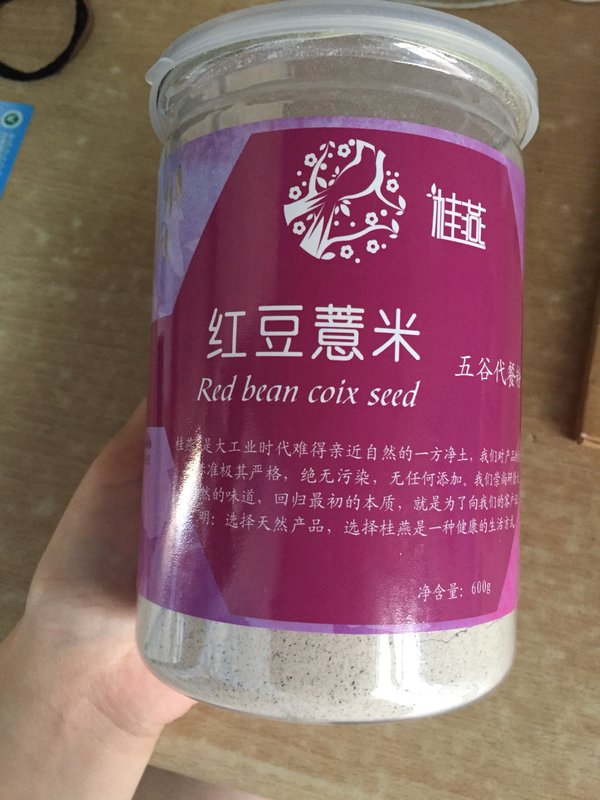 桂燕
红豆薏米
Red bean coix seed
五谷代餐粉
桂燕是大工业时代难得亲近自然的一方净土，我们对产品的
标准极其严格，绝无污染，无任何添加。我们崇尚
然的味道，回归最初的本质，就是为了向我们的客户
明：选择天然产品，选择桂燕是一种健康的生活方式
净含量：600g